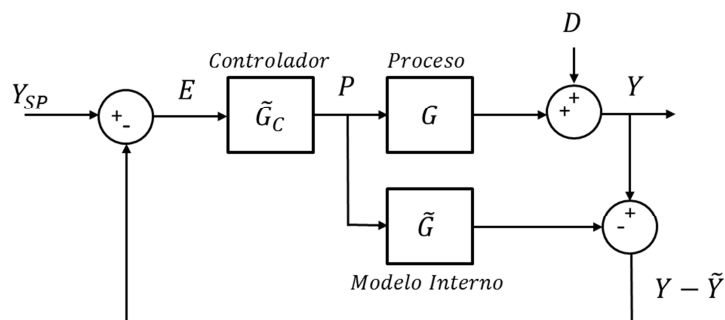 D
Controlador
Proceso
Y_SP
E
P
Y
+
-
G̃_C
G
+
+
G̃
+
-
Modelo Interno
Y − Ỹ